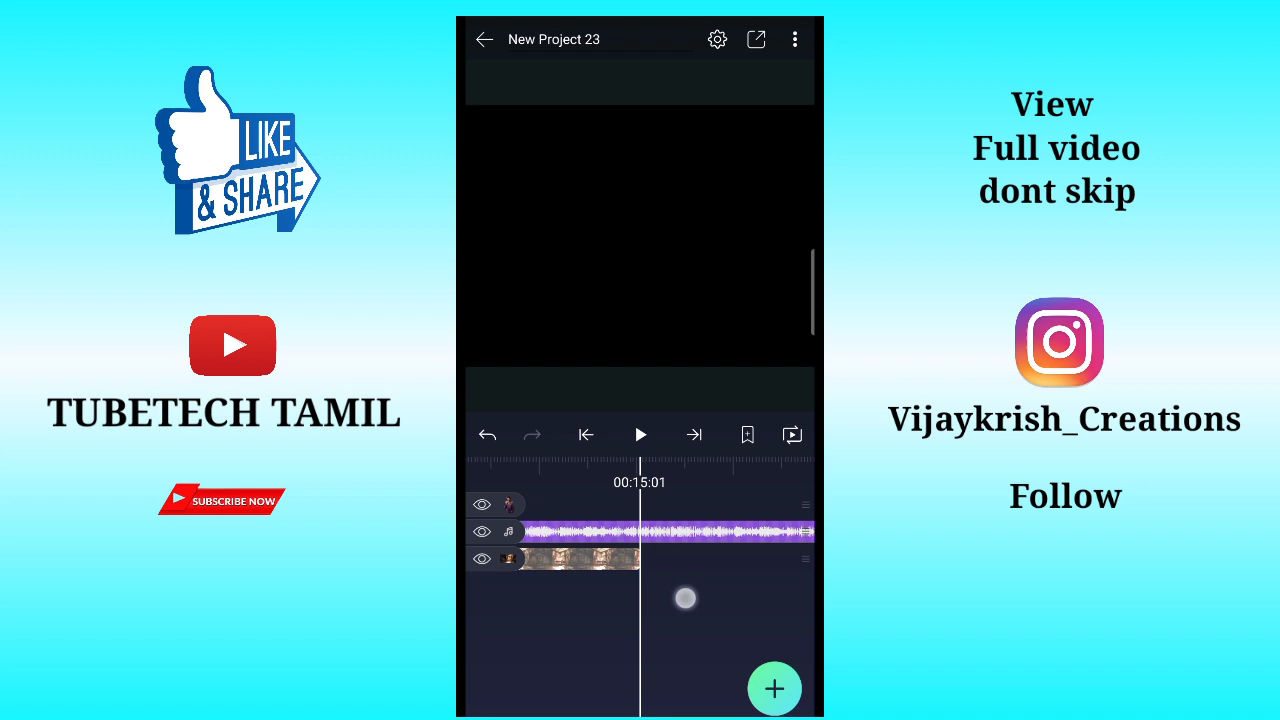 LIKE
& SHARE
TUBETECH TAMIL
SUBSCRIBE NOW
New Project 23
00:15:01
View
Full video
dont skip
Vijaykrish_Creations
Follow